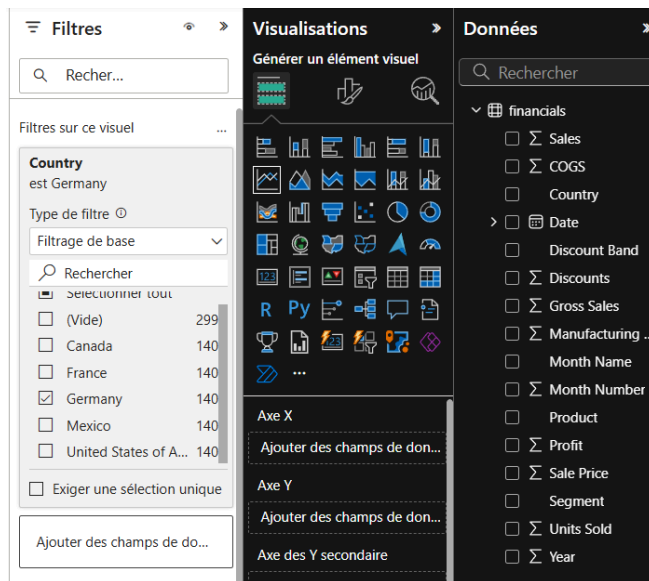 Filtres
Recher...
Filtres sur ce visuel
...
Country
est Germany
Type de filtre
Filtrage de base
Rechercher
Sélectionner tout
(Vide) 299
Canada 140
France 140
Germany 140
Mexico 140
United States of A... 140
Exiger une sélection unique
Ajouter des champs de do...
Visualisations
Générer un élément visuel
123
R Py
123
...
Axe X
Ajouter des champs de don...
Axe Y
Ajouter des champs de don...
Axe des Y secondaire
Données
Rechercher
financials
∑ Sales
∑ COGS
Country
Date
Discount Band
∑ Discounts
∑ Gross Sales
∑ Manufacturing ...
Month Name
∑ Month Number
Product
∑ Profit
∑ Sale Price
Segment
∑ Units Sold
∑ Year